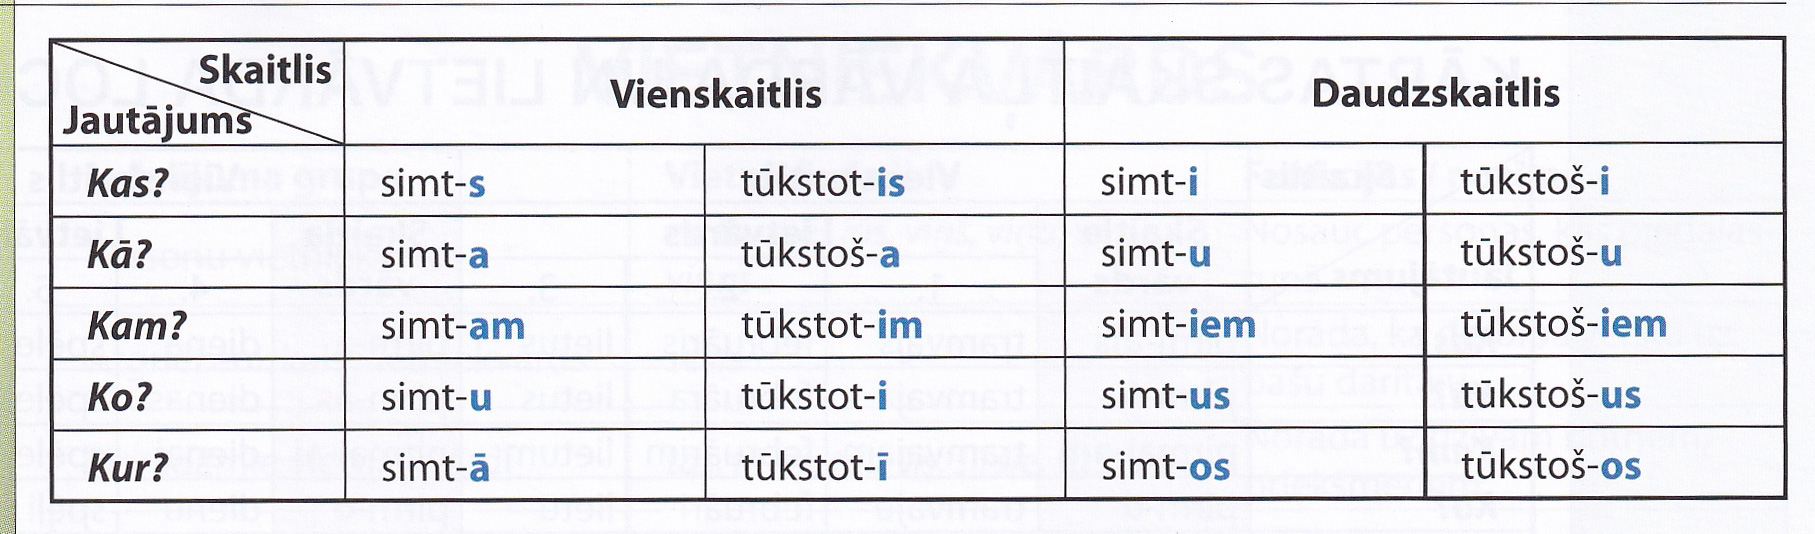 Skaitlis
Jautājums
Vienskaitlis Daudzskaitlis
Kas? simt-s tūkstot-is simt-i tūkstoš-i
Kā? simt-a tūkstoš-a simt-u tūkstoš-u
Kam? simt-am tūkstot-im simt-iem tūkstoš-iem
Ko? simt-u tūkstot-i simt-us tūkstoš-us
Kur? simt-ā tūkstot-ī simt-os tūkstoš-os